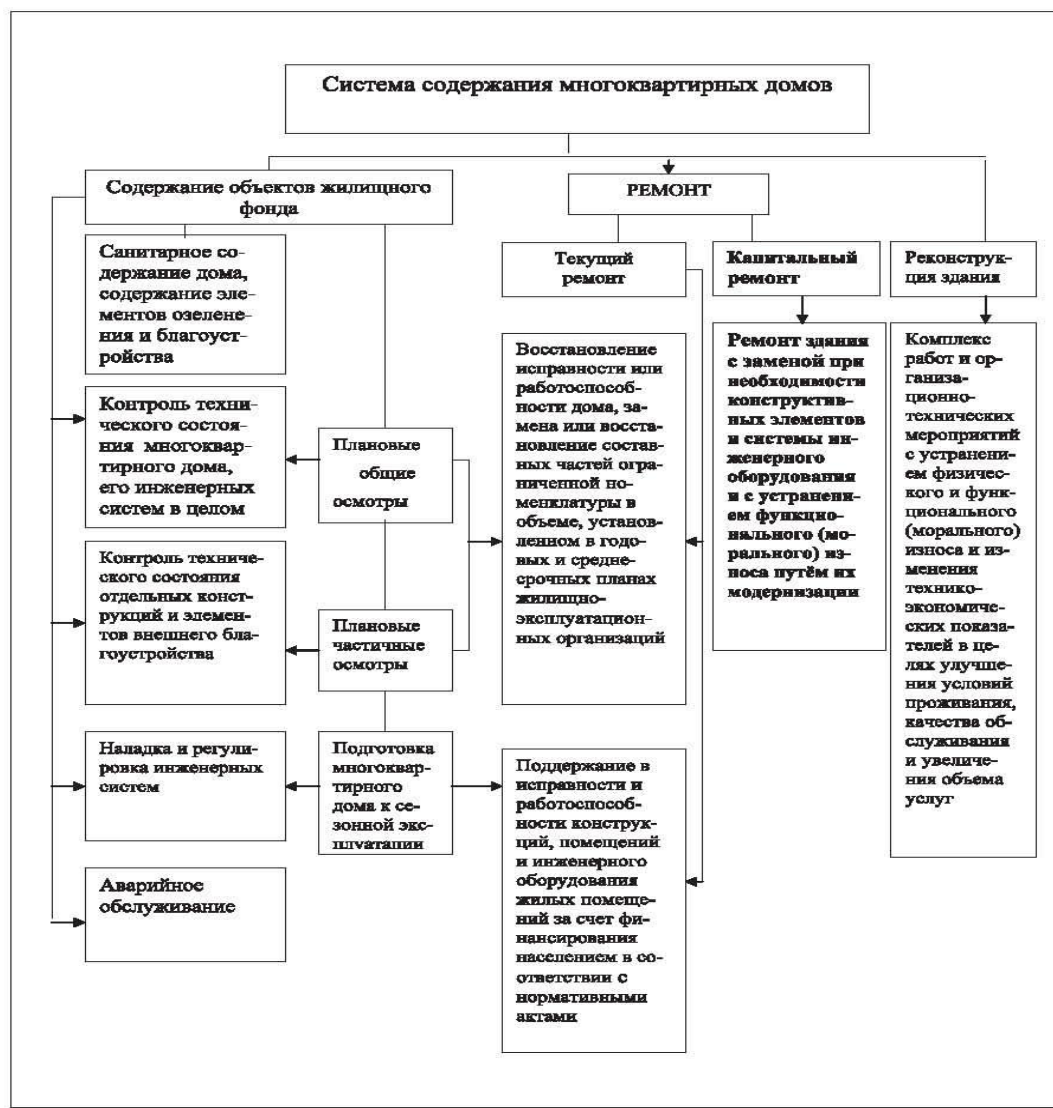 Система содержания многоквартирных домов
Содержание объектов жилищного
фонда
РЕМОНТ
Санитарное со-
держание дома,
содержание эле-
ментов озелене-
ния и благоуст-
ройства
Текущий
ремонт
Капитальный
ремонт
Реконструк-
ция здания
Контроль техни-
ческого состоя-
ния многоквар-
тирного дома,
его инженерных
систем в целом
Плановые
общие
осмотры
Восстановление
исправности или
работоспособ-
ности дома, за-
мена или восста-
новление состав-
ных частей огра-
ниченной но-
менклатуры в
объеме, установ-
ленном в годо-
вых и средне-
срочных планах
жилищно-
эксплуатацион-
ных организаций
Ремонт здания
с заменой при
необходимости
конструктив-
ных элементов
и системы ин-
женерного
оборудования
и с устранени-
ем функцио-
нального (мо-
рального) из-
носа путём их
модернизации
Комплекс
работ и ор-
ганиза-
ционно-
технических
мероприятий
с устранени-
ем физичес-
кого и функ-
ционального
(морального)
износа и из-
менения
технико-
экономиче-
ских показа-
телей в це-
лях улучше-
ния условий
проживания,
качества об-
служивания
и увеличе-
ния объема
услуг
Контроль техни-
ческого состояния
отдельных конст-
рукций и элемен-
тов внешнего бла-
гоустройства
Плановые
частичные
осмотры
Наладка и регули-
ровка инженерных
систем
Подготовка
многоквар-
тирного
дома к се-
зонной экс-
плуатации
Поддержание в
исправности и
работоспособ-
ности конструк-
ций, помещений
и инженерного
оборудования
жилых помеще-
ний за счет фи-
нансирования
населением в со-
ответствии с
нормативными
актами
Аварийное
обслуживание